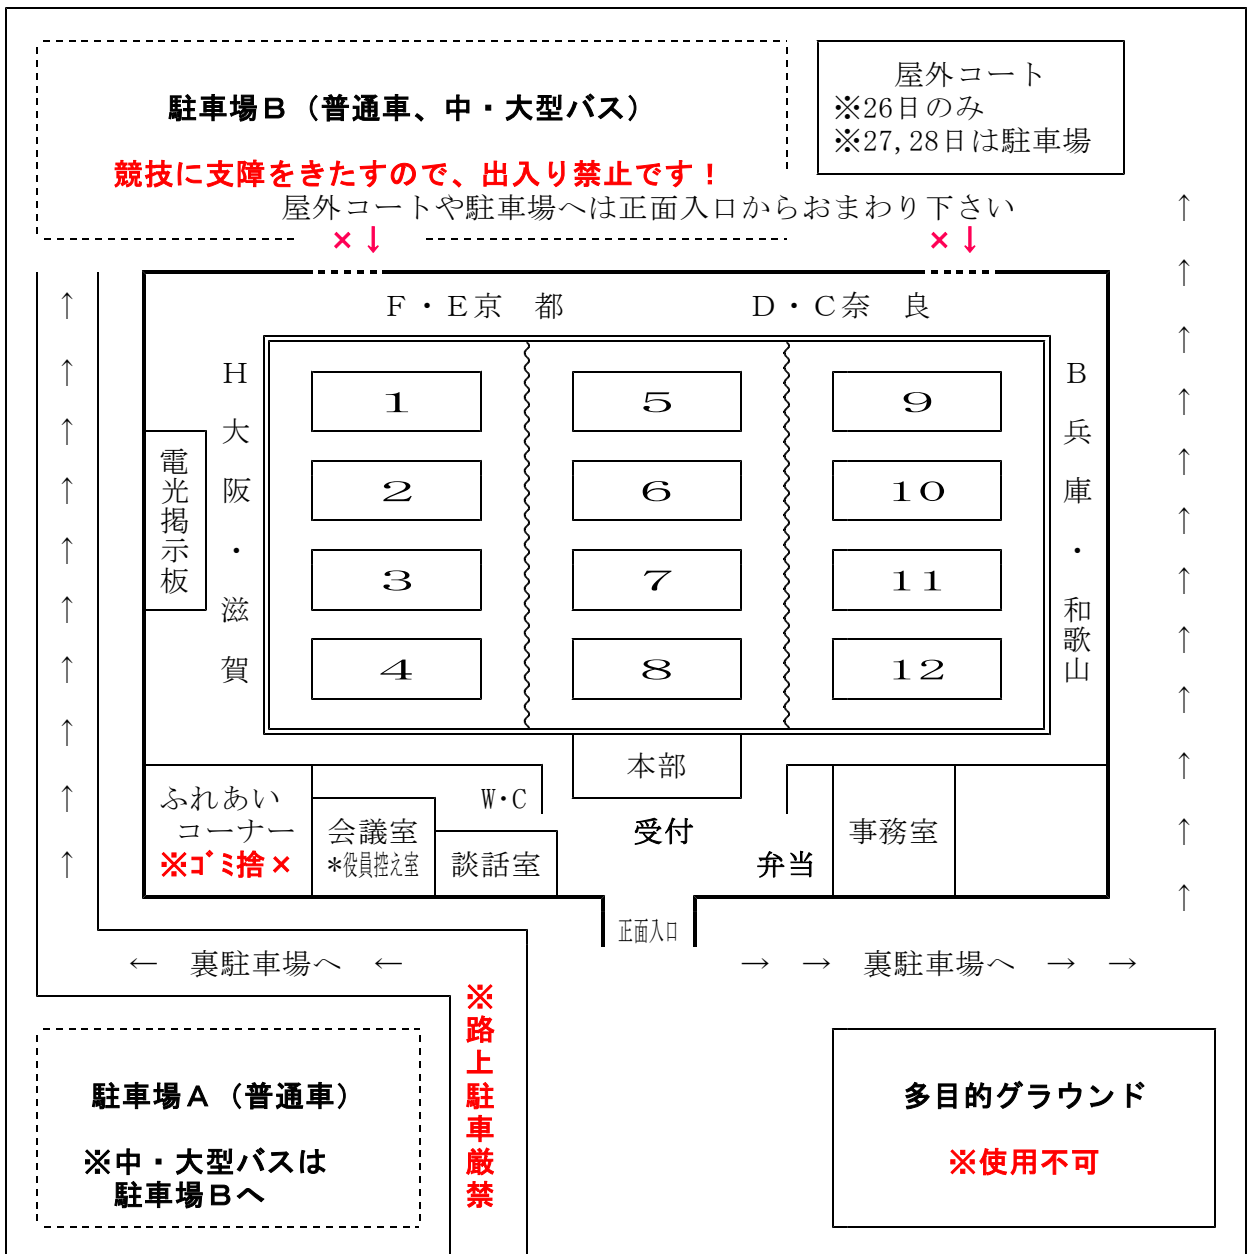 駐車場Ｂ（普通車、中・大型バス）
競技に支障をきたすので、出入り禁止です！
屋外コートや駐車場へは正面入口からおまわり下さい
×↓
×↓
屋外コート
※26日のみ
※27,28日は駐車場
Ｆ・Ｅ京　都
Ｄ・Ｃ奈　良
Ｈ大阪・滋賀
Ｂ兵庫・和歌山
電光掲示板
1
5
9
2
6
10
3
7
11
4
8
12
本部
ふれあい
コーナー
※ｺﾞﾐ捨×
会議室
*役員控え室
W・C
談話室
受付
弁当
事務室
正面入口
←　裏駐車場へ　←
→　→　裏駐車場へ　→　→
※路上駐車厳禁
駐車場Ａ（普通車）
※中・大型バスは
駐車場Ｂへ
多目的グラウンド
※使用不可